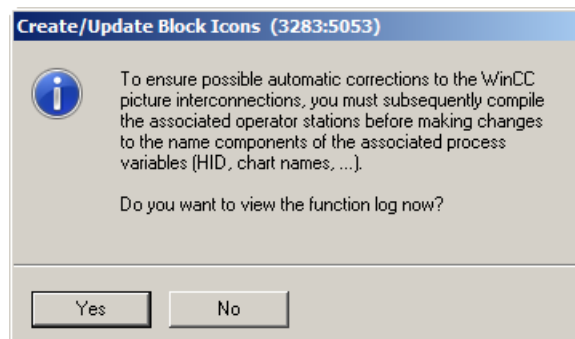 Create/Update Block Icons (3283:5053)
To ensure possible automatic corrections to the WinCC
picture interconnections, you must subsequently compile
the associated operator stations before making changes
to the name components of the associated process
variables (HID, chart names, ...).
Do you want to view the function log now?
Yes
No